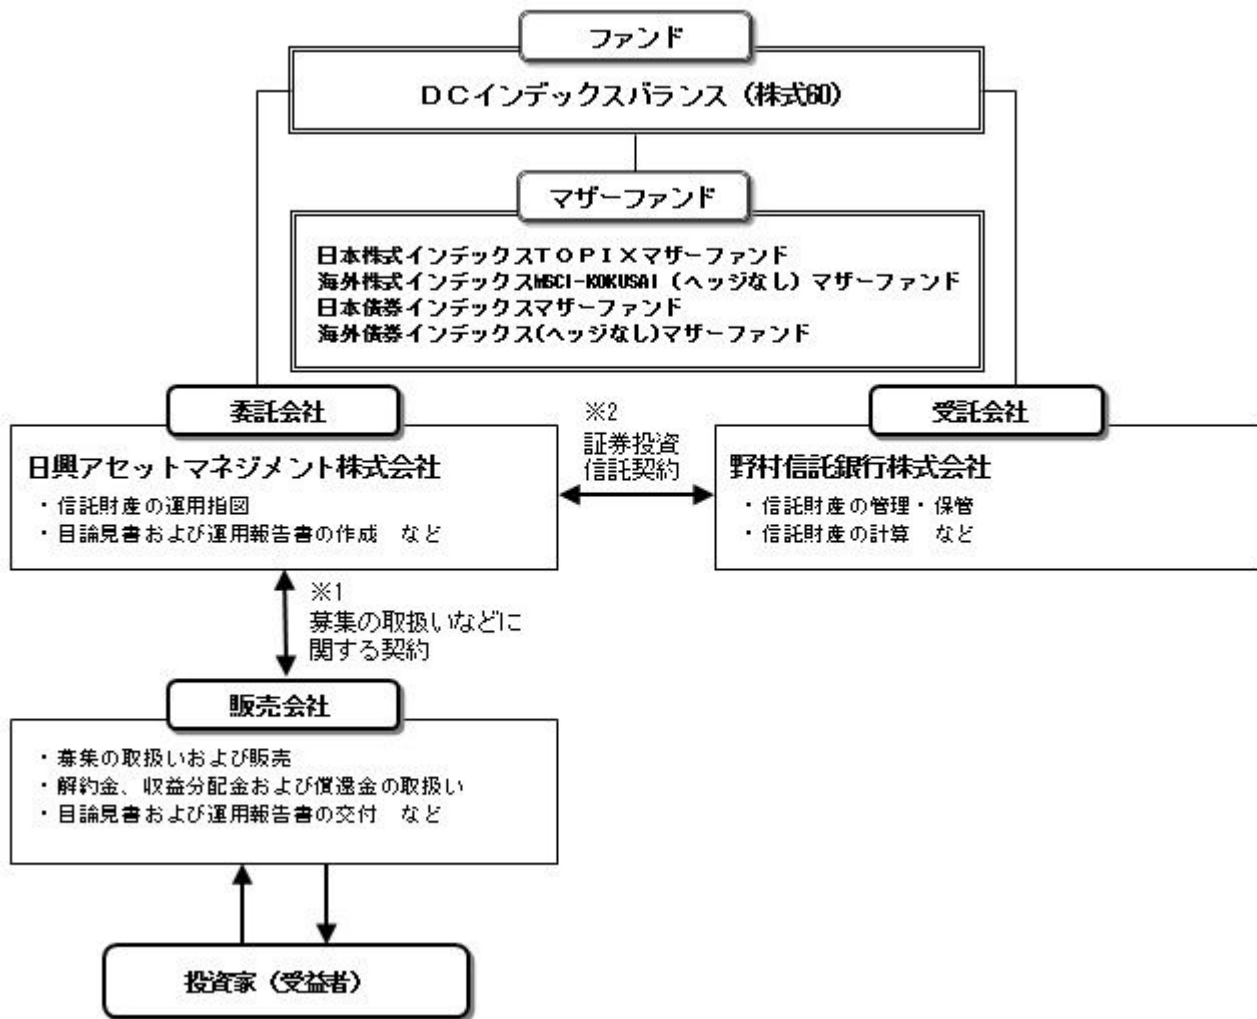 ファンド
DCインデックスバランス（株式60）
マザーファンド
日本株式インデックスTOPIXマザーファンド
海外株式インデックスMSCI-KOKUSAI（ヘッジなし）マザーファンド
日本債券インデックスマザーファンド
海外債券インデックス(ヘッジなし)マザーファンド
委託会社
日興アセットマネジメント株式会社
・信託財産の運用指図
・目論見書および運用報告書の作成　など
※2
証券投資
信託契約
受託会社
野村信託銀行株式会社
・信託財産の管理・保管
・信託財産の計算　など
※1
募集の取扱いなどに
関する契約
販売会社
・募集の取扱いおよび販売
・解約金、収益分配金および償還金の取扱い
・目論見書および運用報告書の交付　など
投資家（受益者）